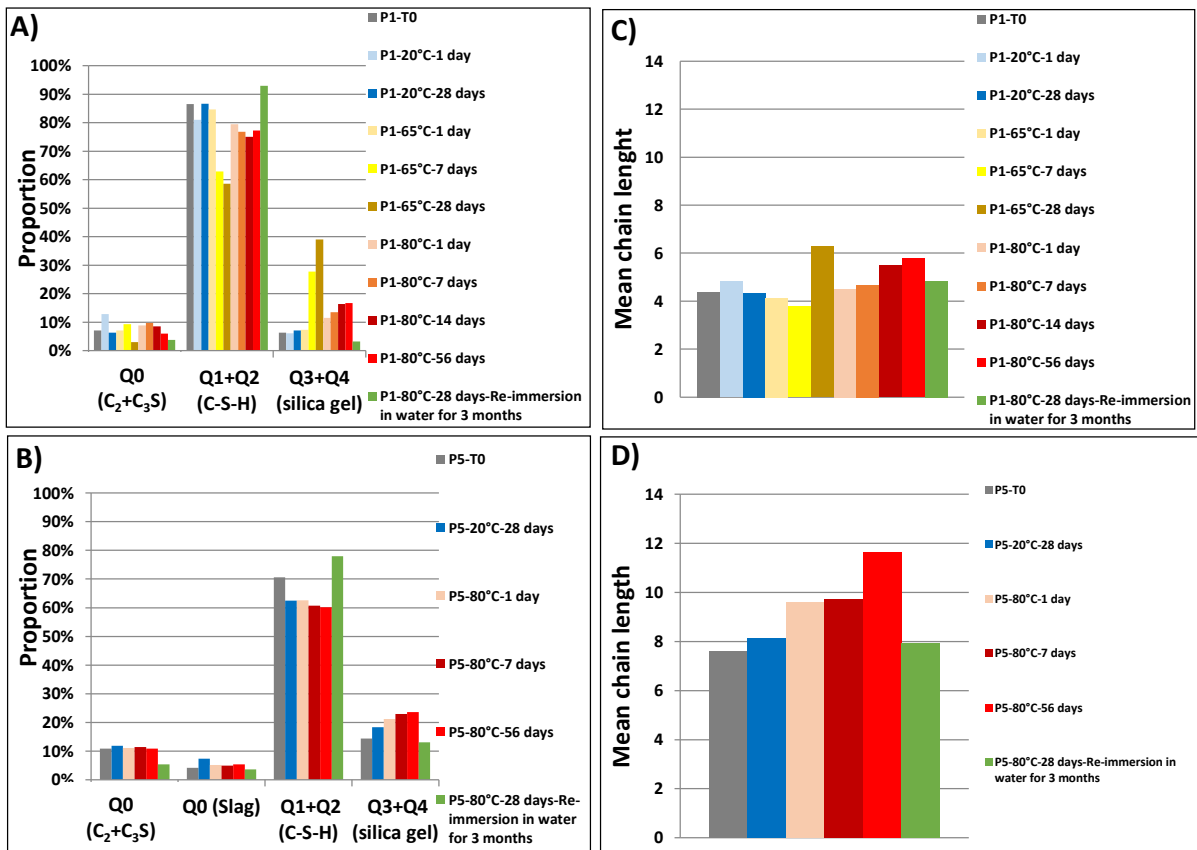 A)
Proportion
100%
90%
80%
70%
60%
50%
40%
30%
20%
10%
0%
Q0
(C₂+C₃S)
Q1+Q2
(C-S-H)
Q3+Q4
(silica gel)
P1-T0
P1-20°C-1 day
P1-20°C-28 days
P1-65°C-1 day
P1-65°C-7 days
P1-65°C-28 days
P1-80°C-1 day
P1-80°C-7 days
P1-80°C-14 days
P1-80°C-56 days
P1-80°C-28 days-Re-immersion
in water for 3 months
C)
Mean chain lenght
14
12
10
8
6
4
2
0
P1-T0
P1-20°C-1 day
P1-20°C-28 days
P1-65°C-1 day
P1-65°C-7 days
P1-65°C-28 days
P1-80°C-1 day
P1-80°C-7 days
P1-80°C-14 days
P1-80°C-56 days
P1-80°C-28 days-Re-immersion
in water for 3 months
B)
Proportion
100%
90%
80%
70%
60%
50%
40%
30%
20%
10%
0%
Q0
(C₂+C₃S)
Q0 (Slag)
Q1+Q2
(C-S-H)
Q3+Q4
(silica gel)
P5-T0
P5-20°C-28 days
P5-80°C-1 day
P5-80°C-7 days
P5-80°C-56 days
P5-80°C-28 days-Re-
immersion in water
for 3 months
D)
Mean chain length
14
12
10
8
6
4
2
0
P5-T0
P5-20°C-28 days
P5-80°C-1 day
P5-80°C-7 days
P5-80°C-56 days
P5-80°C-28 days-Re-immersion in
water for 3 months